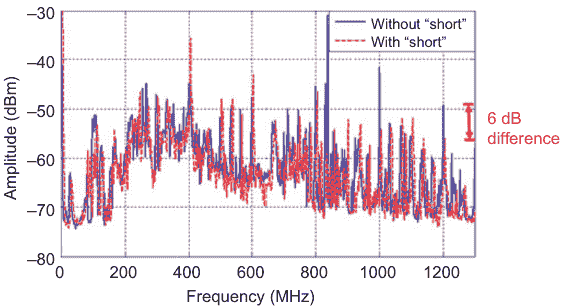 –30
–40
–50
–60
–70
–80
Amplitude (dBm)
Without “short”
With “short”
6 dB
difference
0
200
400
600
800
1000
1200
Frequency (MHz)